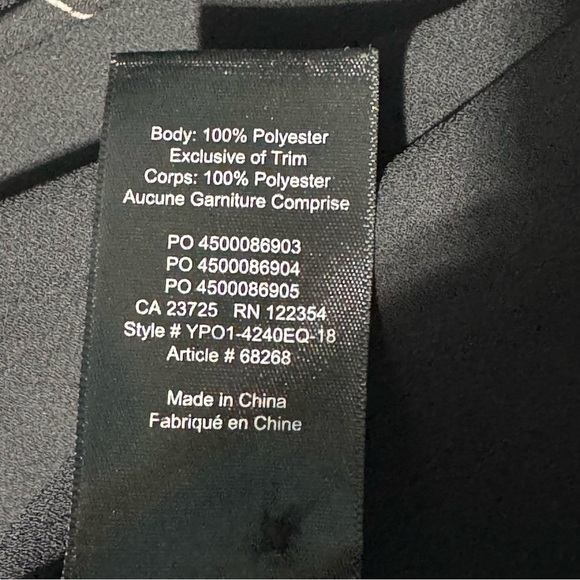 Body: 100% Polyester
Exclusive of Trim
Corps: 100% Polyester
Aucune Garniture Comprise
PO 4500086903
PO 4500086904
PO 4500086905
CA 23725 RN 122354
Style # YPO1-4240EQ-18
Article # 68268
Made in China
Fabriqué en Chine